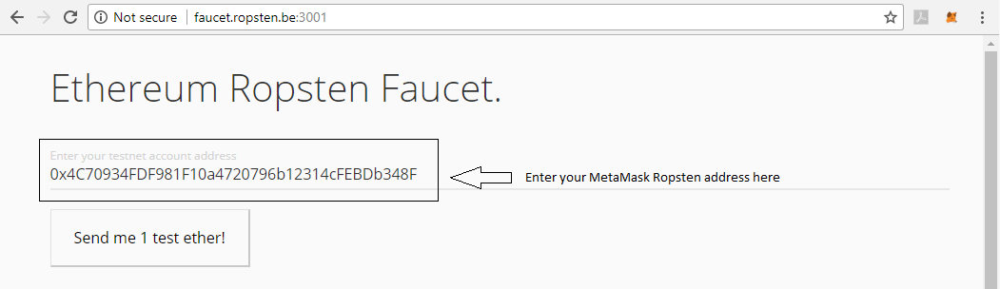 Not secure | faucet.ropsten.be:3001
Ethereum Ropsten Faucet.
Enter your testnet account address
0x4C70934FDF981F10a4720796b12314cFEBDb348F
Enter your MetaMask Ropsten address here
Send me 1 test ether!